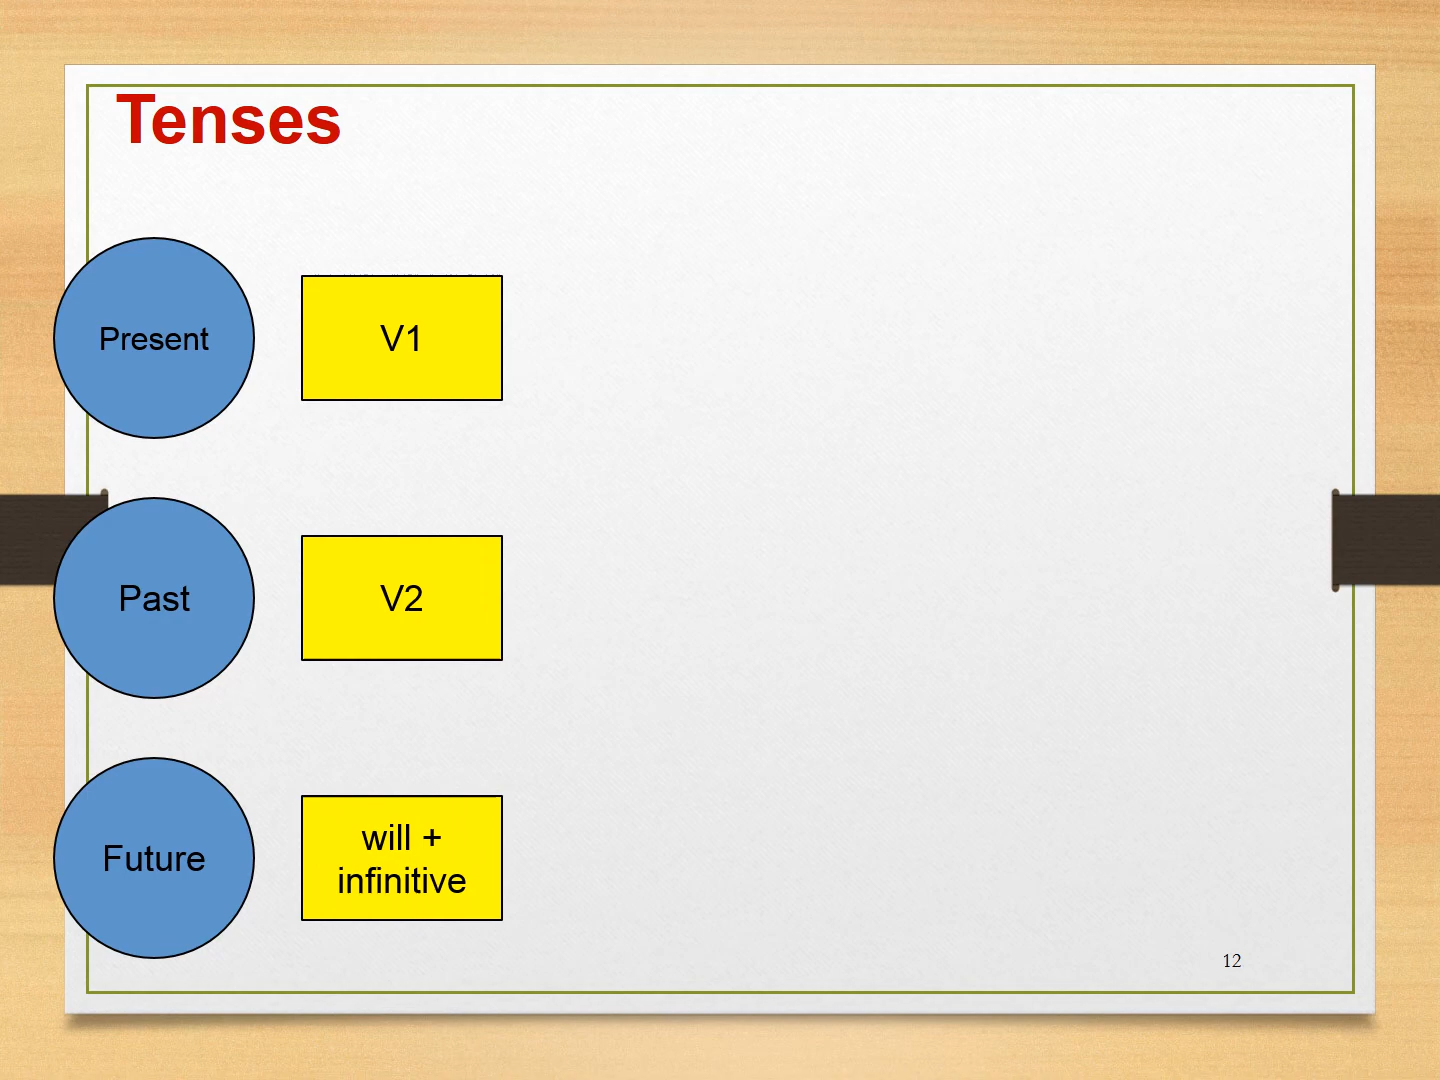 Tenses
Present
V1
Past
V2
Future
will +
infinitive
12